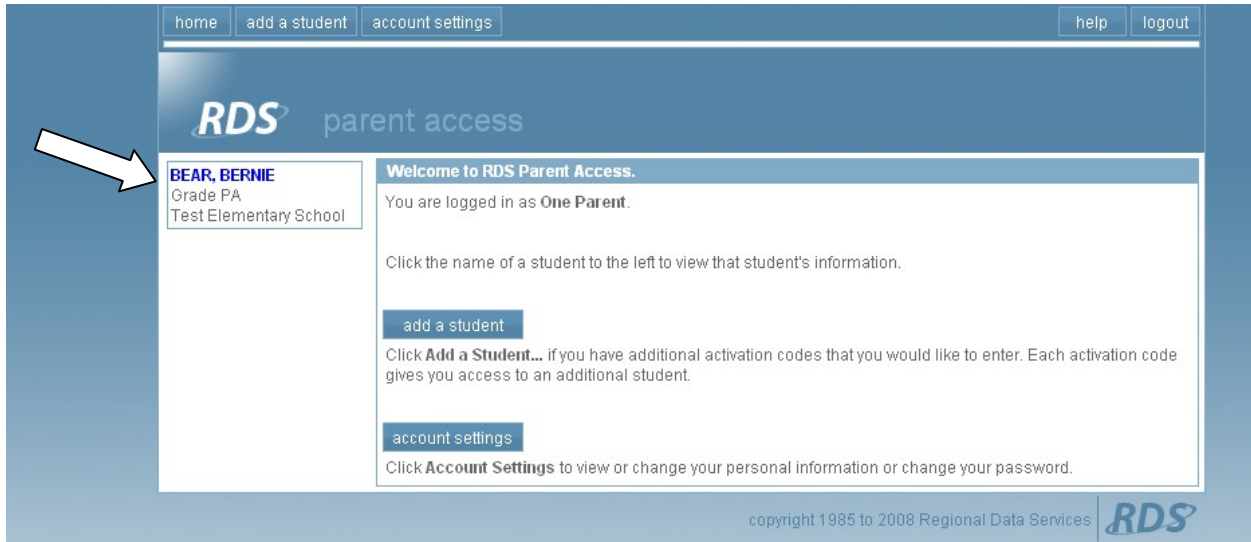 home add a student account settings help logout
RDS parent access
BEAR, BERNIE
Grade PA
Test Elementary School
Welcome to RDS Parent Access.
You are logged in as One Parent.
Click the name of a student to the left to view that student's information.
add a student
Click Add a Student... if you have additional activation codes that you would like to enter. Each activation code
gives you access to an additional student.
account settings
Click Account Settings to view or change your personal information or change your password.
copyright 1985 to 2008 Regional Data Services RDS